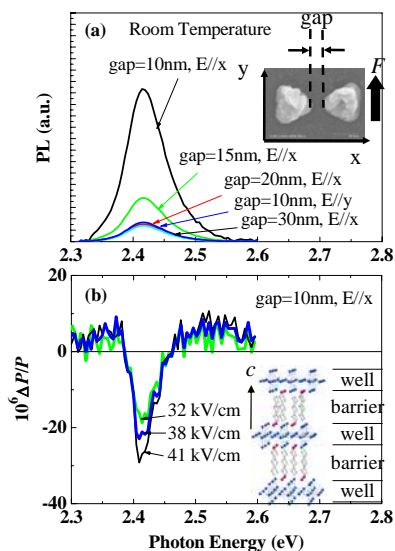 (a)
Room Temperature
gap
gap=10nm, E//x
y
F
x
gap=15nm, E//x
gap=20nm, E//x
gap=10nm, E//y
gap=30nm, E//x
PL (a.u.)
2.3 2.4 2.5 2.6 2.7 2.8
(b)
gap=10nm, E//x
20
10
0
-20
-40
10⁶ΔP/P
32 kV/cm
38 kV/cm
41 kV/cm
c
well
barrier
well
barrier
well
2.3 2.4 2.5 2.6 2.7 2.8
Photon Energy (eV)